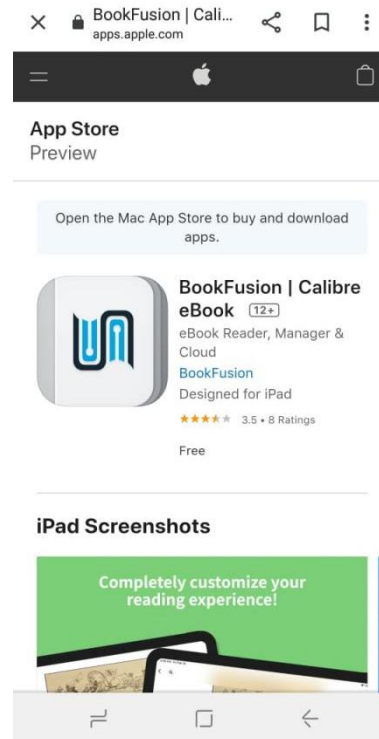 BookFusion | Cali...
apps.apple.com
App Store
Preview
Open the Mac App Store to buy and download
apps.
BookFusion | Calibre
eBook 12+
eBook Reader, Manager &
Cloud
BookFusion
Designed for iPad
★★★★★ 3.5 • 8 Ratings
Free
iPad Screenshots
Completely customize your
reading experience!